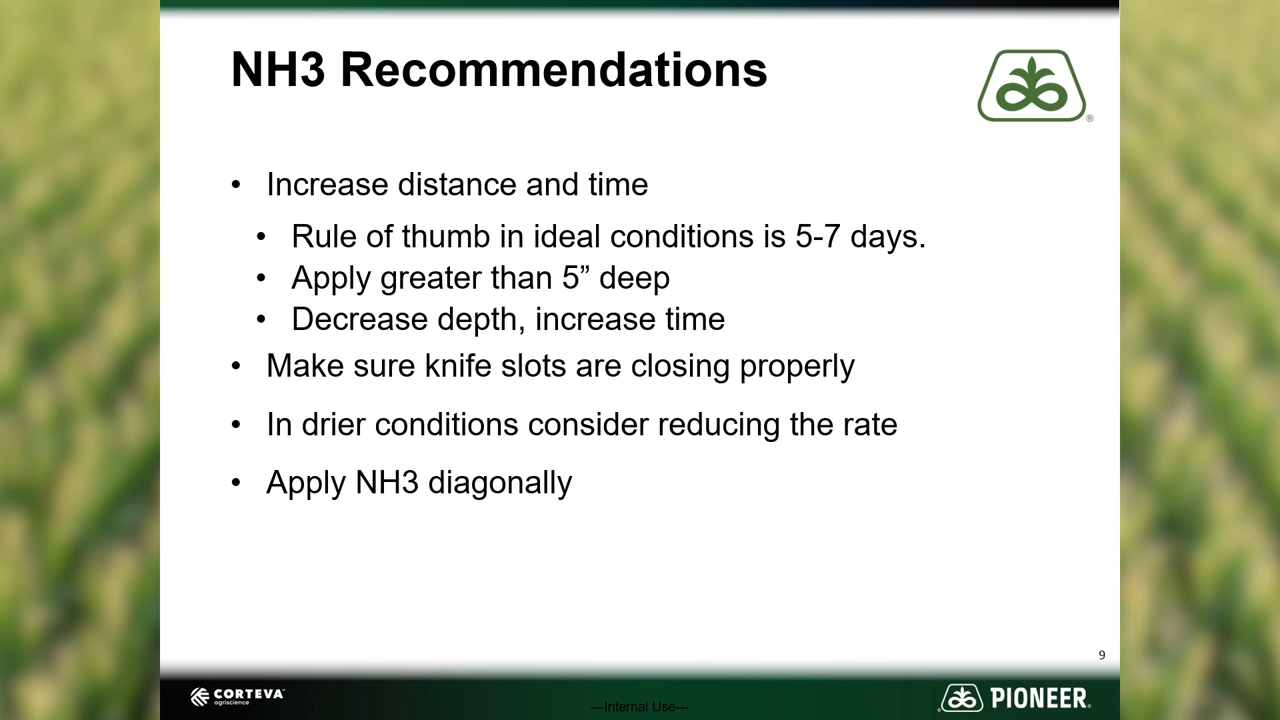 NH3 Recommendations
®
• Increase distance and time
• Rule of thumb in ideal conditions is 5-7 days.
• Apply greater than 5” deep
• Decrease depth, increase time
• Make sure knife slots are closing properly
• In drier conditions consider reducing the rate
• Apply NH3 diagonally
9
CORTEVA
agriscience
---Internal Use---
PIONEER